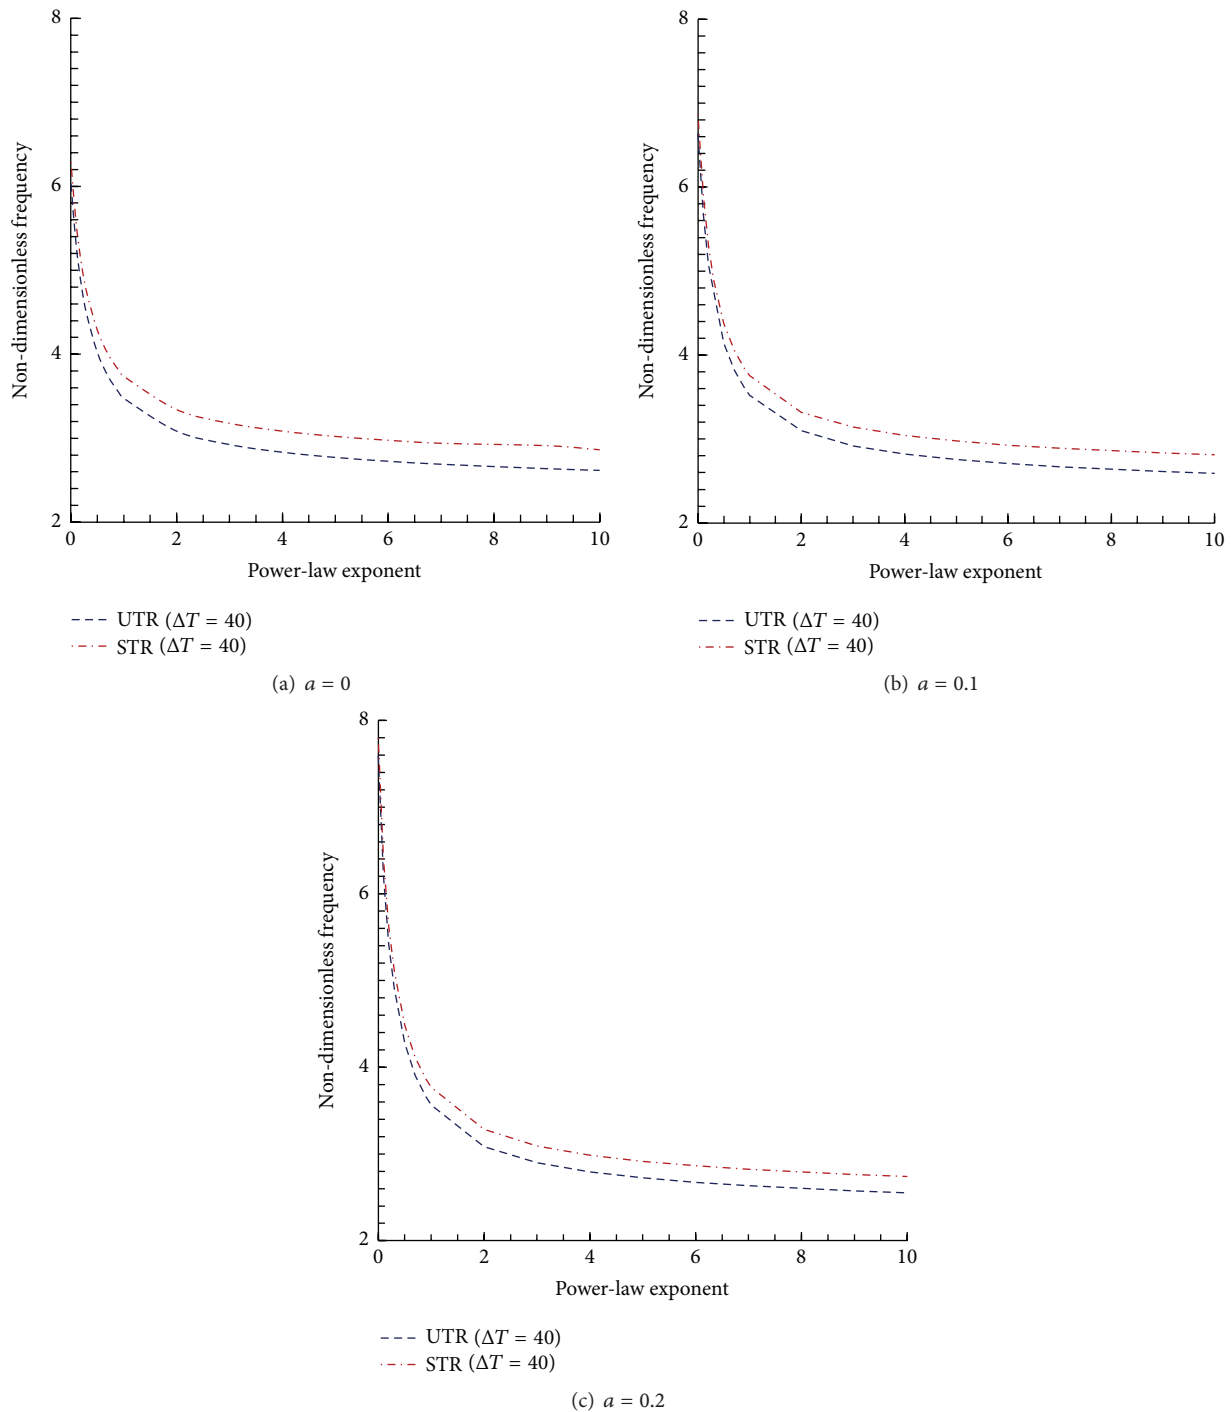 8
6
4
2
Non-dimensionless frequency
0 2 4 6 8 10
Power-law exponent
UTR (ΔT = 40)
STR (ΔT = 40)
(a) a = 0
8
6
4
2
Non-dimensionless frequency
0 2 4 6 8 10
Power-law exponent
UTR (ΔT = 40)
STR (ΔT = 40)
(b) a = 0.1
8
6
4
2
Non-dimensionless frequency
0 2 4 6 8 10
Power-law exponent
UTR (ΔT = 40)
STR (ΔT = 40)
(c) a = 0.2